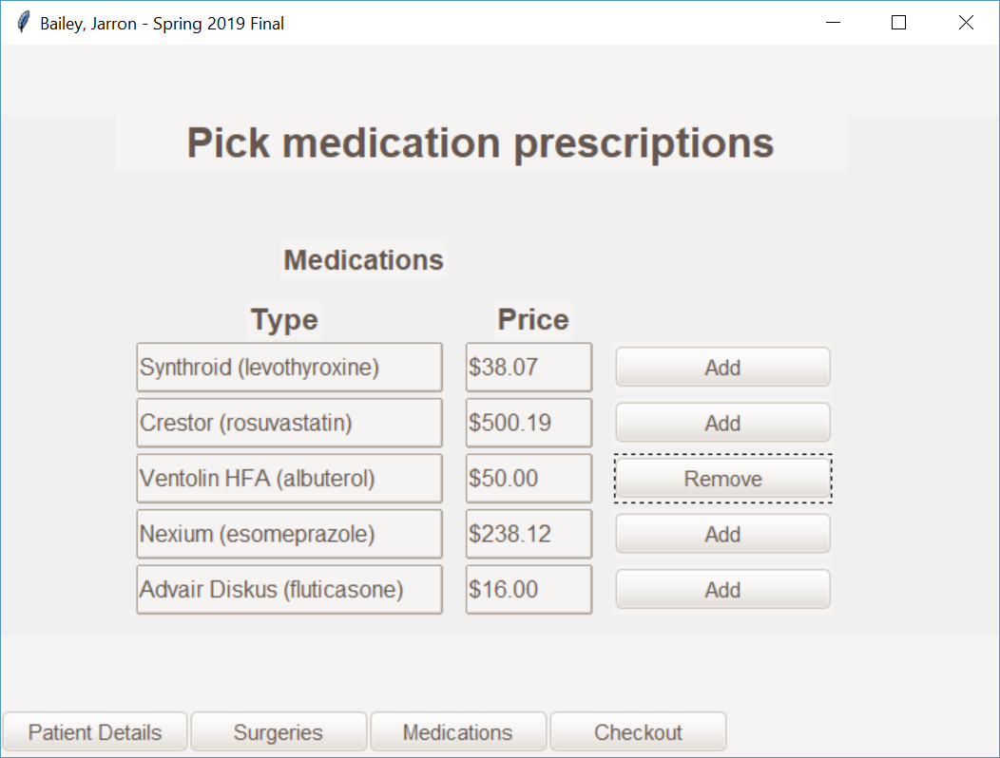 Bailey, Jarron - Spring 2019 Final
Pick medication prescriptions
Medications
Type Price
Synthroid (levothyroxine) $38.07 Add
Crestor (rosuvastatin) $500.19 Add
Ventolin HFA (albuterol) $50.00 Remove
Nexium (esomeprazole) $238.12 Add
Advair Diskus (fluticasone) $16.00 Add
Patient Details Surgeries Medications Checkout